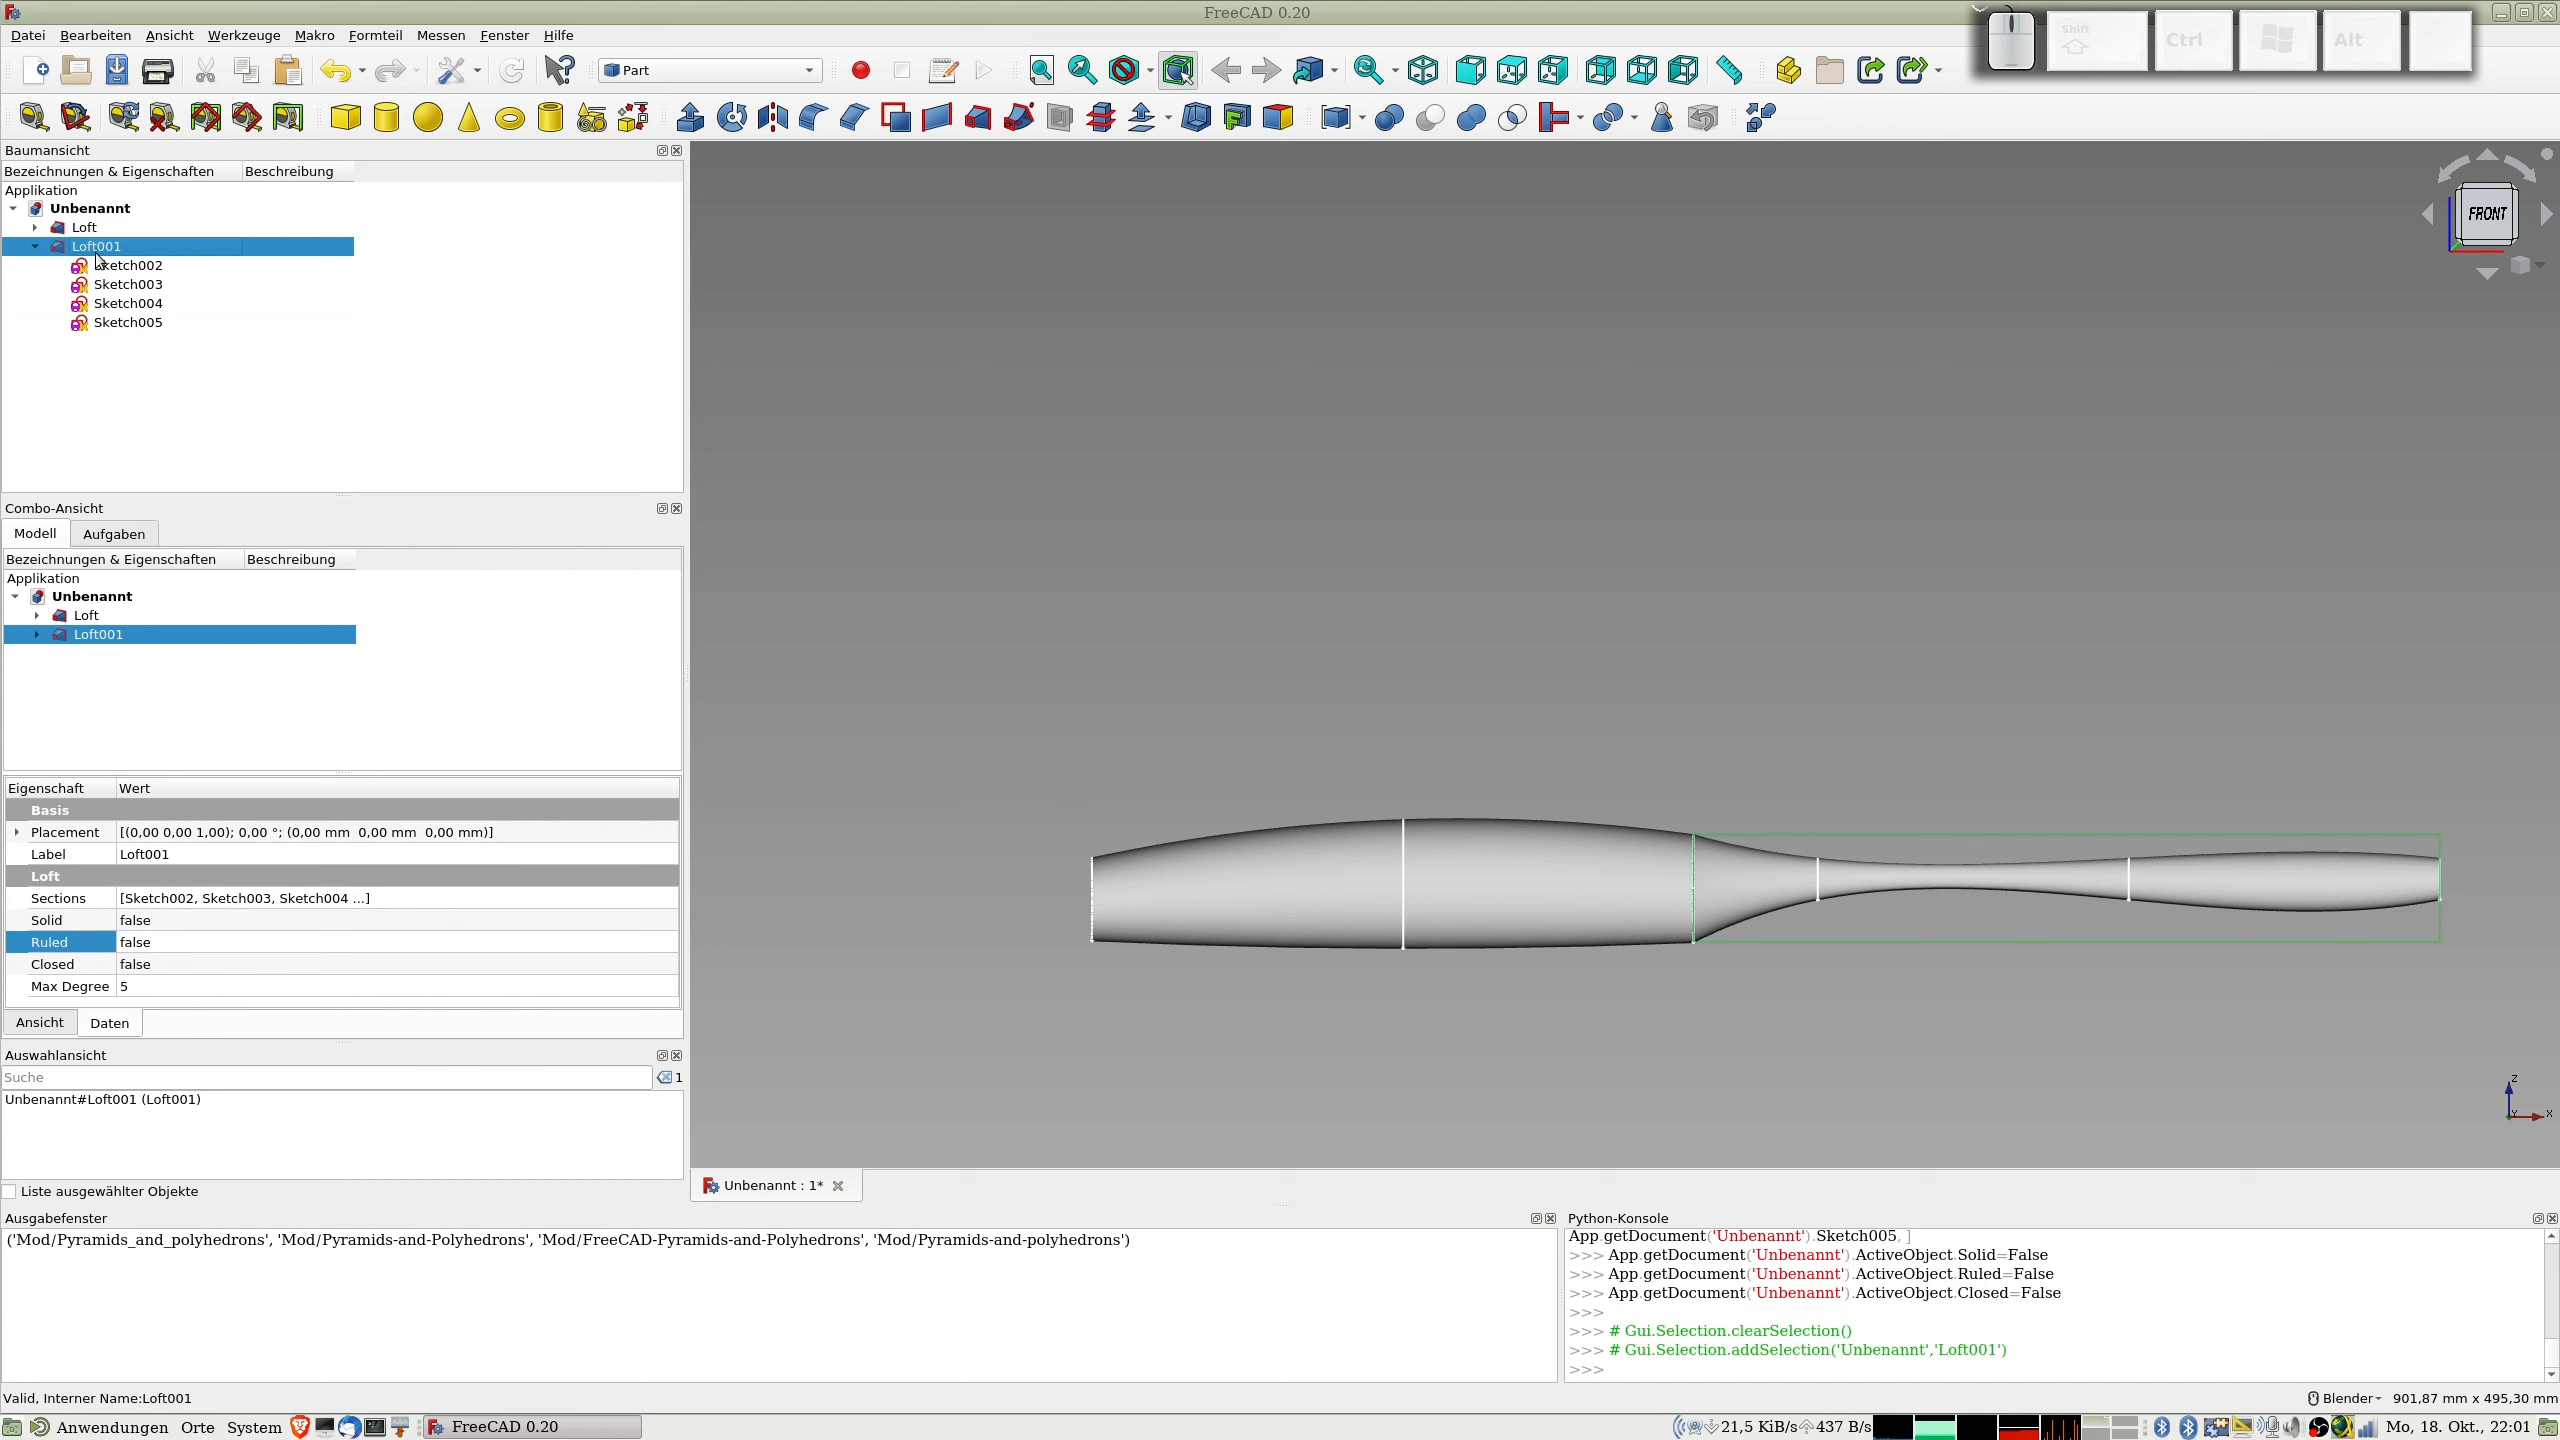 FreeCAD 0.20
Datei Bearbeiten Ansicht Werkzeuge Makro Formteil Messen Fenster Hilfe
Shift Ctrl Alt
Part
Baumansicht
Bezeichnungen & Eigenschaften Beschreibung
Applikation
Unbenannt
Loft
Loft001
Sketch002
Sketch003
Sketch004
Sketch005
FRONT
Combo-Ansicht
Modell Aufgaben
Bezeichnungen & Eigenschaften Beschreibung
Applikation
Unbenannt
Loft
Loft001
Eigenschaft Wert
Basis
Placement [(0,00 0,00 1,00); 0,00 °; (0,00 mm 0,00 mm 0,00 mm)]
Label Loft001
Loft
Sections [Sketch002, Sketch003, Sketch004 ...]
Solid false
Ruled false
Closed false
Max Degree 5
Ansicht Daten
Auswahlansicht
Suche 1
Unbenannt#Loft001 (Loft001)
Liste ausgewählter Objekte
Z
Y X
Unbenannt : 1*
Ausgabefenster
('Mod/Pyramids_and_polyhedrons', 'Mod/Pyramids-and-Polyhedrons', 'Mod/FreeCAD-Pyramids-and-Polyhedrons', 'Mod/Pyramids-and-polyhedrons')
Python-Konsole
App.getDocument('Unbenannt').Sketch005, ]
>>> App.getDocument('Unbenannt').ActiveObject.Solid=False
>>> App.getDocument('Unbenannt').ActiveObject.Ruled=False
>>> App.getDocument('Unbenannt').ActiveObject.Closed=False
>>>
>>> # Gui.Selection.clearSelection()
>>> # Gui.Selection.addSelection('Unbenannt','Loft001')
>>>
Valid, Interner Name:Loft001
Blender 901,87 mm x 495,30 mm
Anwendungen Orte System FreeCAD 0.20 21,5 KiB/s 437 B/s Mo, 18. Okt., 22:01